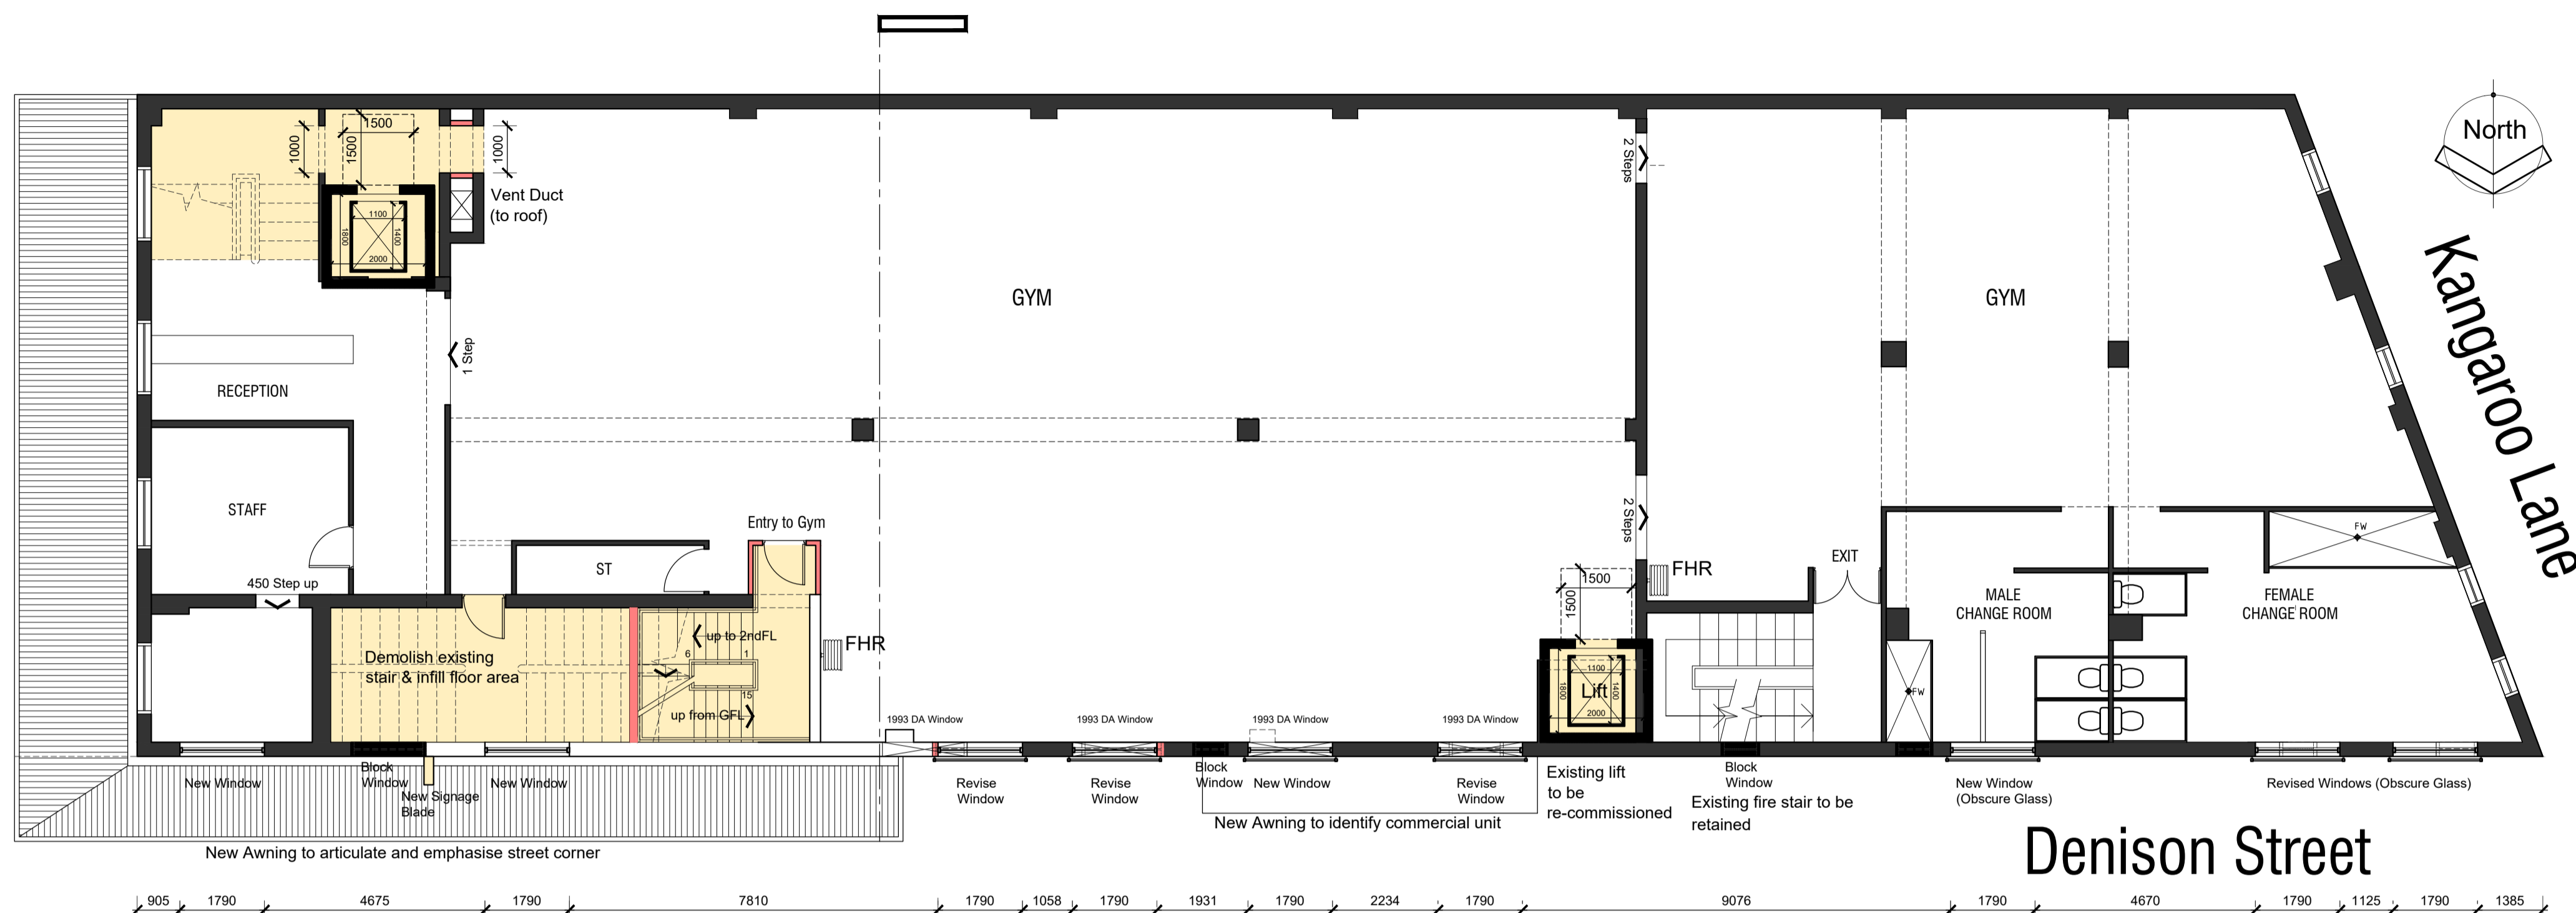 North
1500
1000
1500
1000
2 Steps
Vent Duct
(to roof)
1100
1800
1400
2000
Kangaroo Lane
GYM
GYM
1 Step
RECEPTION
STAFF
2 Steps
Entry to Gym
FW
EXIT
ST
FHR
450 Step up
1500
1500
MALE
CHANGE ROOM
FEMALE
CHANGE ROOM
up to 2ndFL
FHR
Demolish existing
stair & infill floor area
6
1
15
up from GFL
1100
1800
Lift
1400
2000
FW
1993 DA Window
1993 DA Window
1993 DA Window
1993 DA Window
New Window
Block
Window
New Signage
Blade
New Window
Revise
Window
Revise
Window
Block
Window
New Window
Revise
Window
Existing lift
to be
re-commissioned
Block
Window
Existing fire stair to be
retained
New Window
(Obscure Glass)
Revised Windows (Obscure Glass)
New Awning to identify commercial unit
New Awning to articulate and emphasise street corner
Denison Street
905 1790 4675 1790 7810 1790 1058 1790 1931 1790 2234 1790 9076 1790 4670 1790 1125 1790 1385